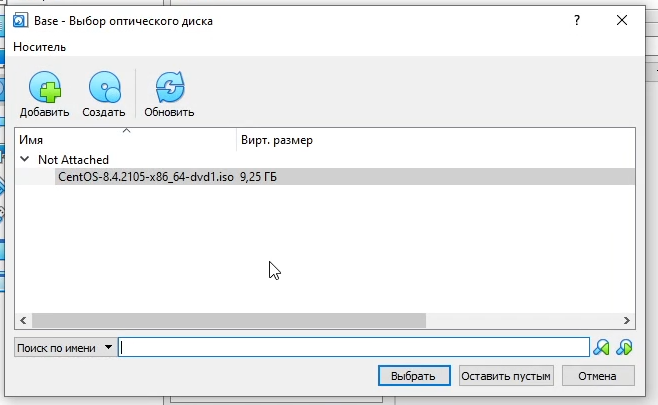 Base - Выбор оптического диска
?
Носитель
Добавить Создать Обновить
Имя Вирт. размер
Not Attached
CentOS-8.4.2105-x86_64-dvd1.iso 9,25 ГБ
Поиск по имени
Выбрать Оставить пустым Отмена